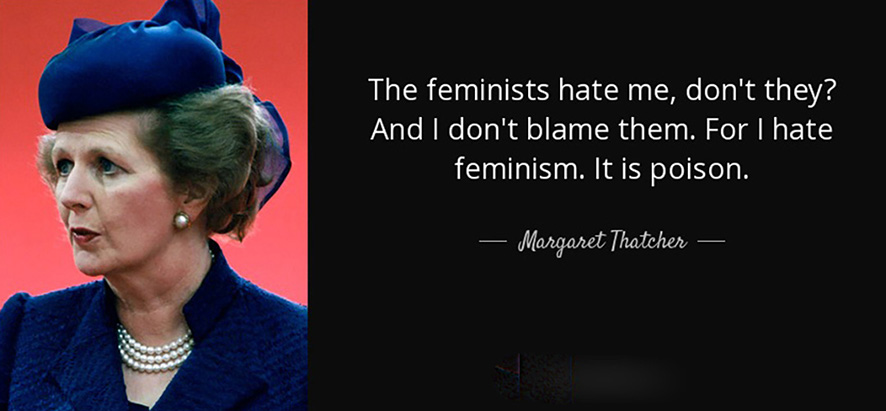 The feminists hate me, don't they?
And I don't blame them. For I hate
feminism. It is poison.
Margaret Thatcher